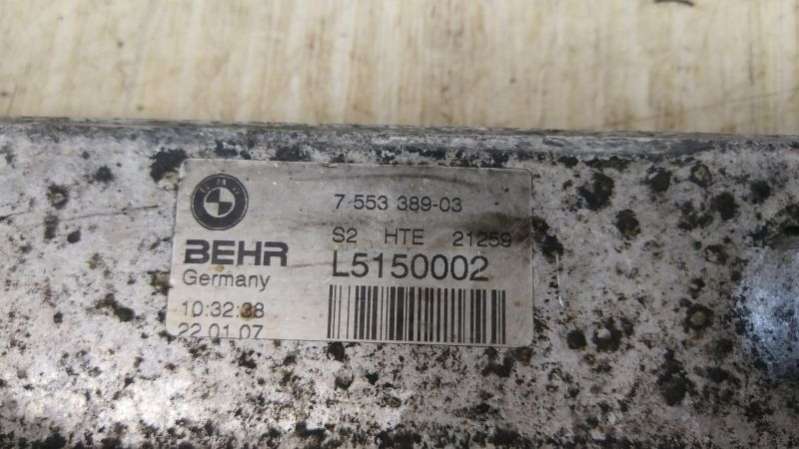 7 553 389-03
S2 HTE 21259
BEHR
L5150002
Germany
10:32:38
22.01.07